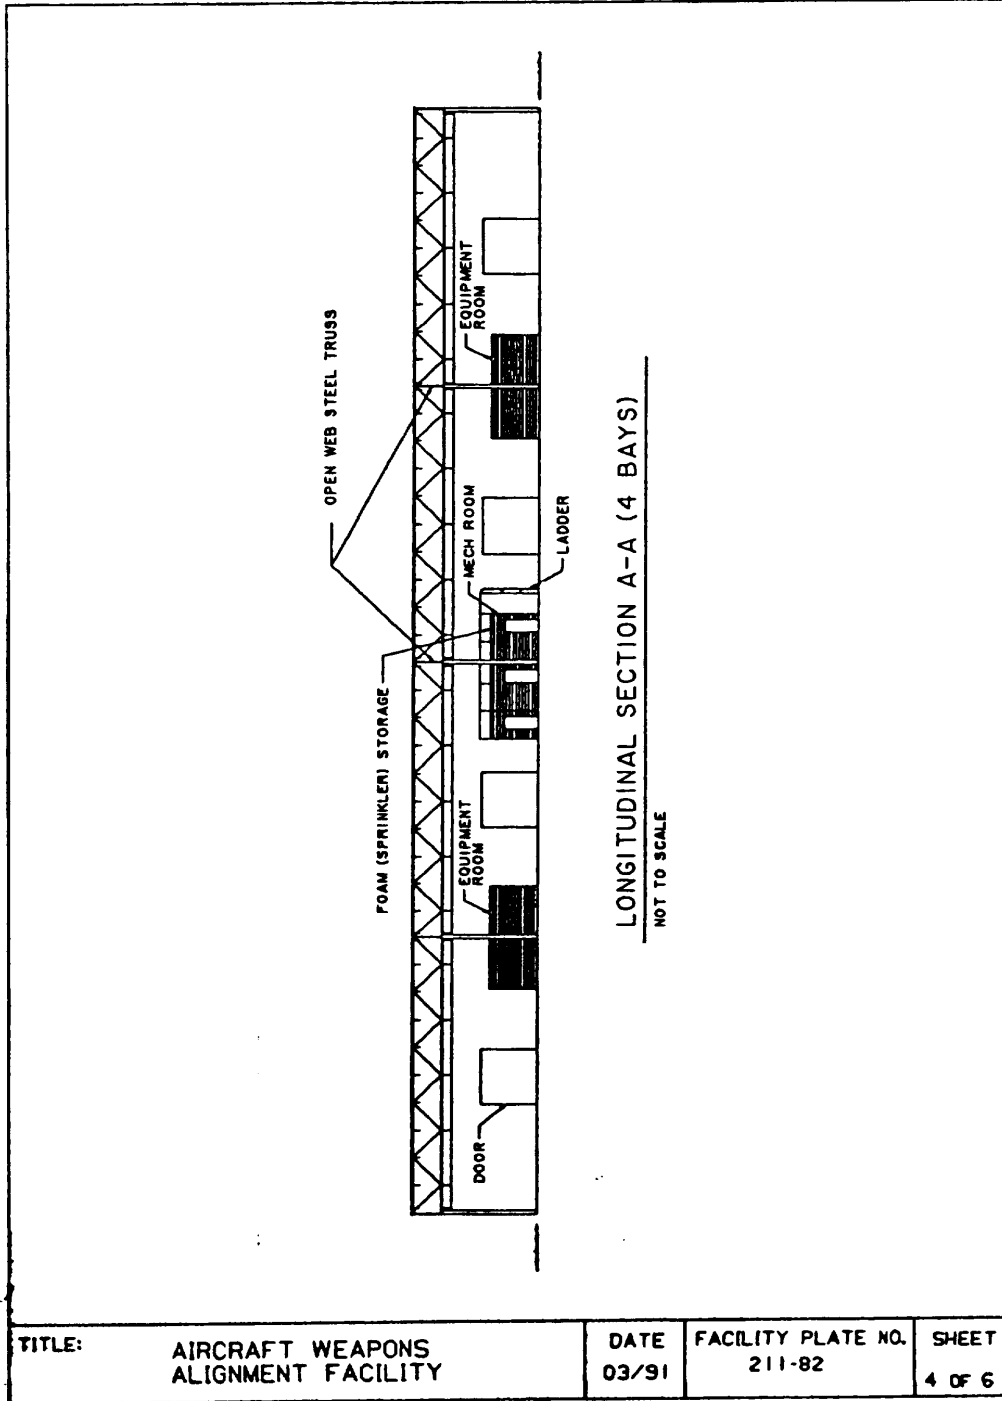 OPEN WEB STEEL TRUSS
FOAM (SPRINKLER) STORAGE
EQUIPMENT
ROOM
MECH ROOM
LADDER
EQUIPMENT
ROOM
DOOR
LONGITUDINAL SECTION A-A (4 BAYS)
NOT TO SCALE
TITLE:
AIRCRAFT WEAPONS
ALIGNMENT FACILITY
DATE
03/91
FACILITY PLATE NO.
211-82
SHEET
4 OF 6